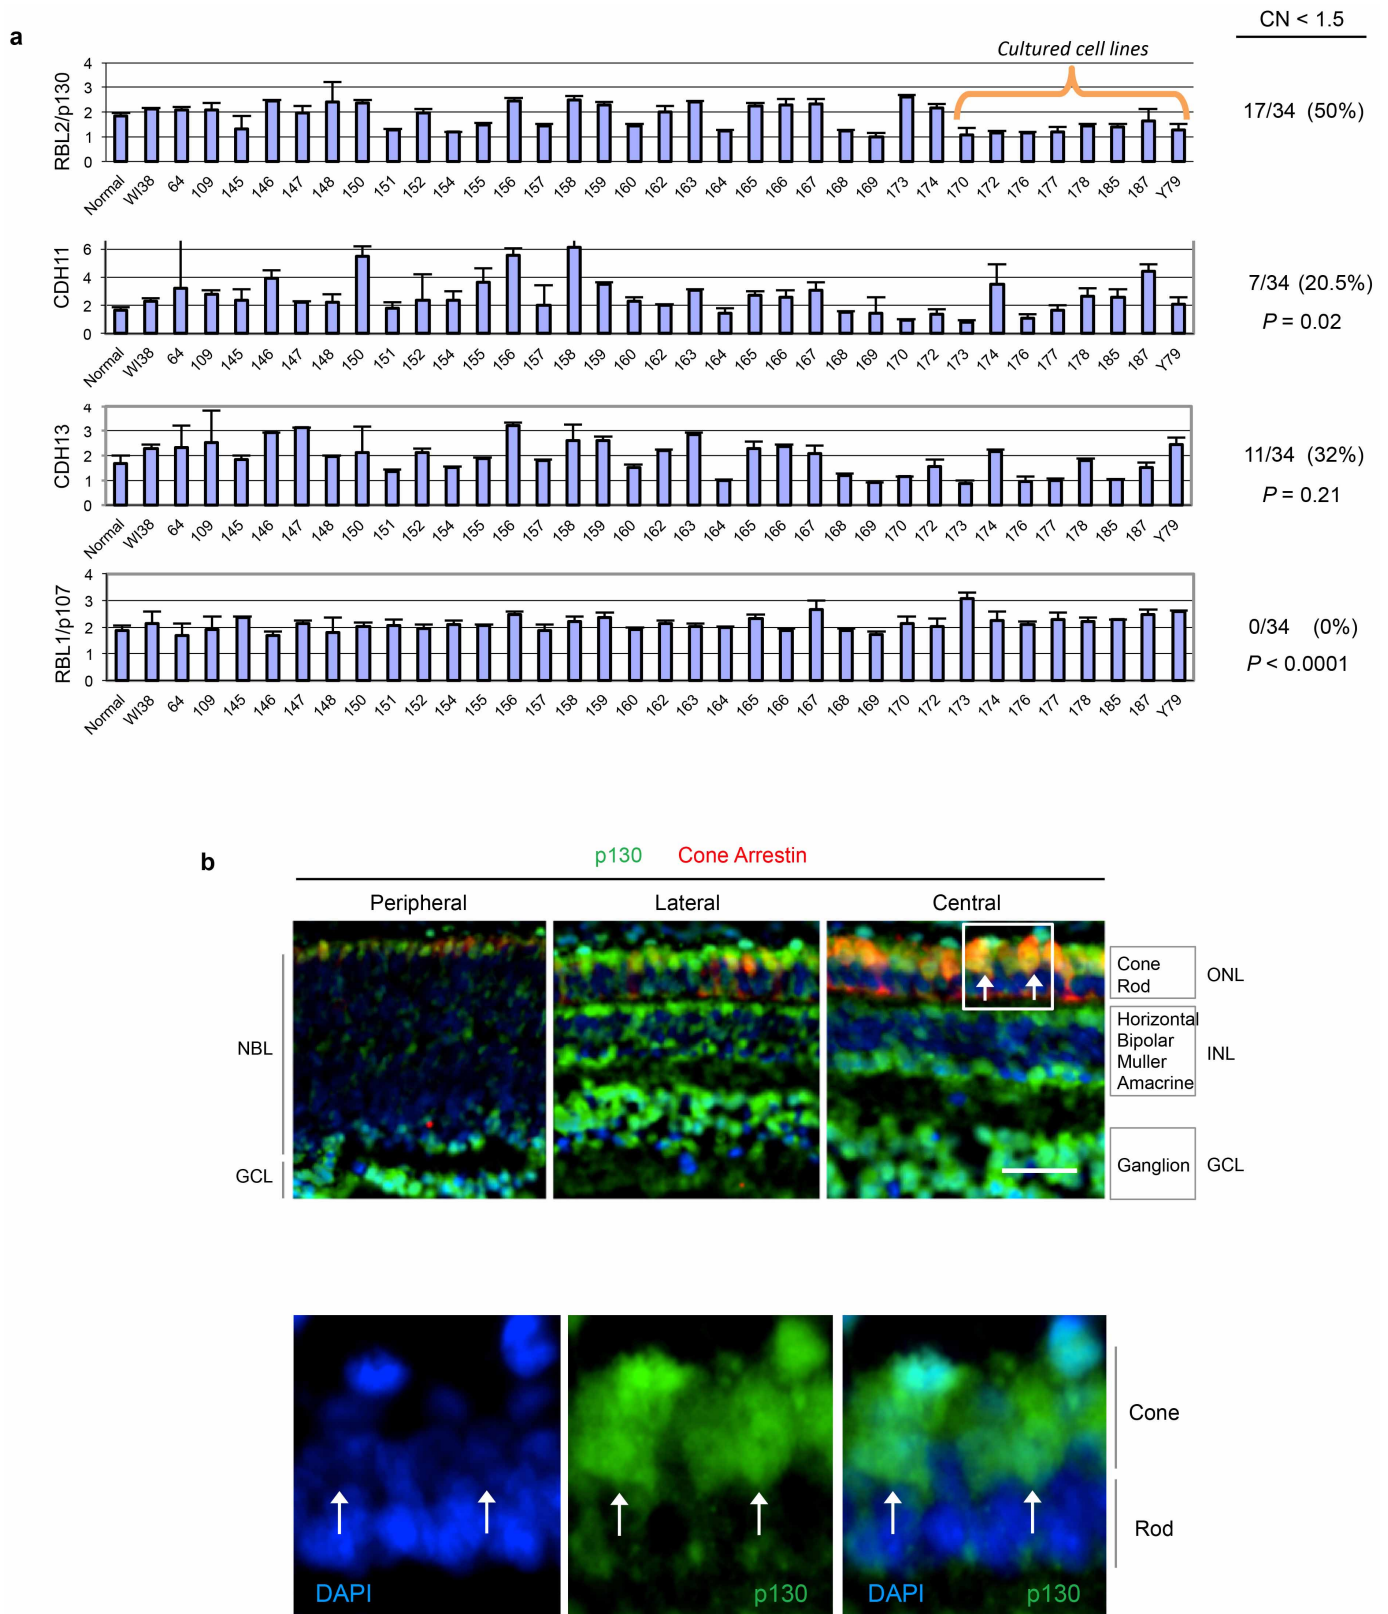 a
CN < 1.5
Cultured cell lines
RBL2/p130
4
3
2
1
0
17/34 (50%)
Normal WI38 64 109 145 146 147 148 150 151 152 154 155 156 157 158 159 160 162 163 164 165 166 167 168 169 173 174 170 172 176 177 178 185 187 Y79
CDH11
6
4
2
0
7/34 (20.5%)
P = 0.02
Normal WI38 64 109 145 146 147 148 150 151 152 154 155 156 157 158 159 160 162 163 164 165 166 167 168 169 170 172 173 174 176 177 178 185 187 Y79
CDH13
4
3
2
1
0
11/34 (32%)
P = 0.21
Normal WI38 64 109 145 146 147 148 150 151 152 154 155 156 157 158 159 160 162 163 164 165 166 167 168 169 170 172 173 174 176 177 178 185 187 Y79
RBL1/p107
4
3
2
1
0
0/34 (0%)
P < 0.0001
Normal WI38 64 109 145 146 147 148 150 151 152 154 155 156 157 158 159 160 162 163 164 165 166 167 168 169 170 172 173 174 176 177 178 185 187 Y79
b
p130 Cone Arrestin
Peripheral Lateral Central
NBL
GCL
Cone
Rod
ONL
Horizontal
Bipolar
Muller
Amacrine
INL
Ganglion
GCL
Cone
Rod
DAPI
p130
DAPI p130